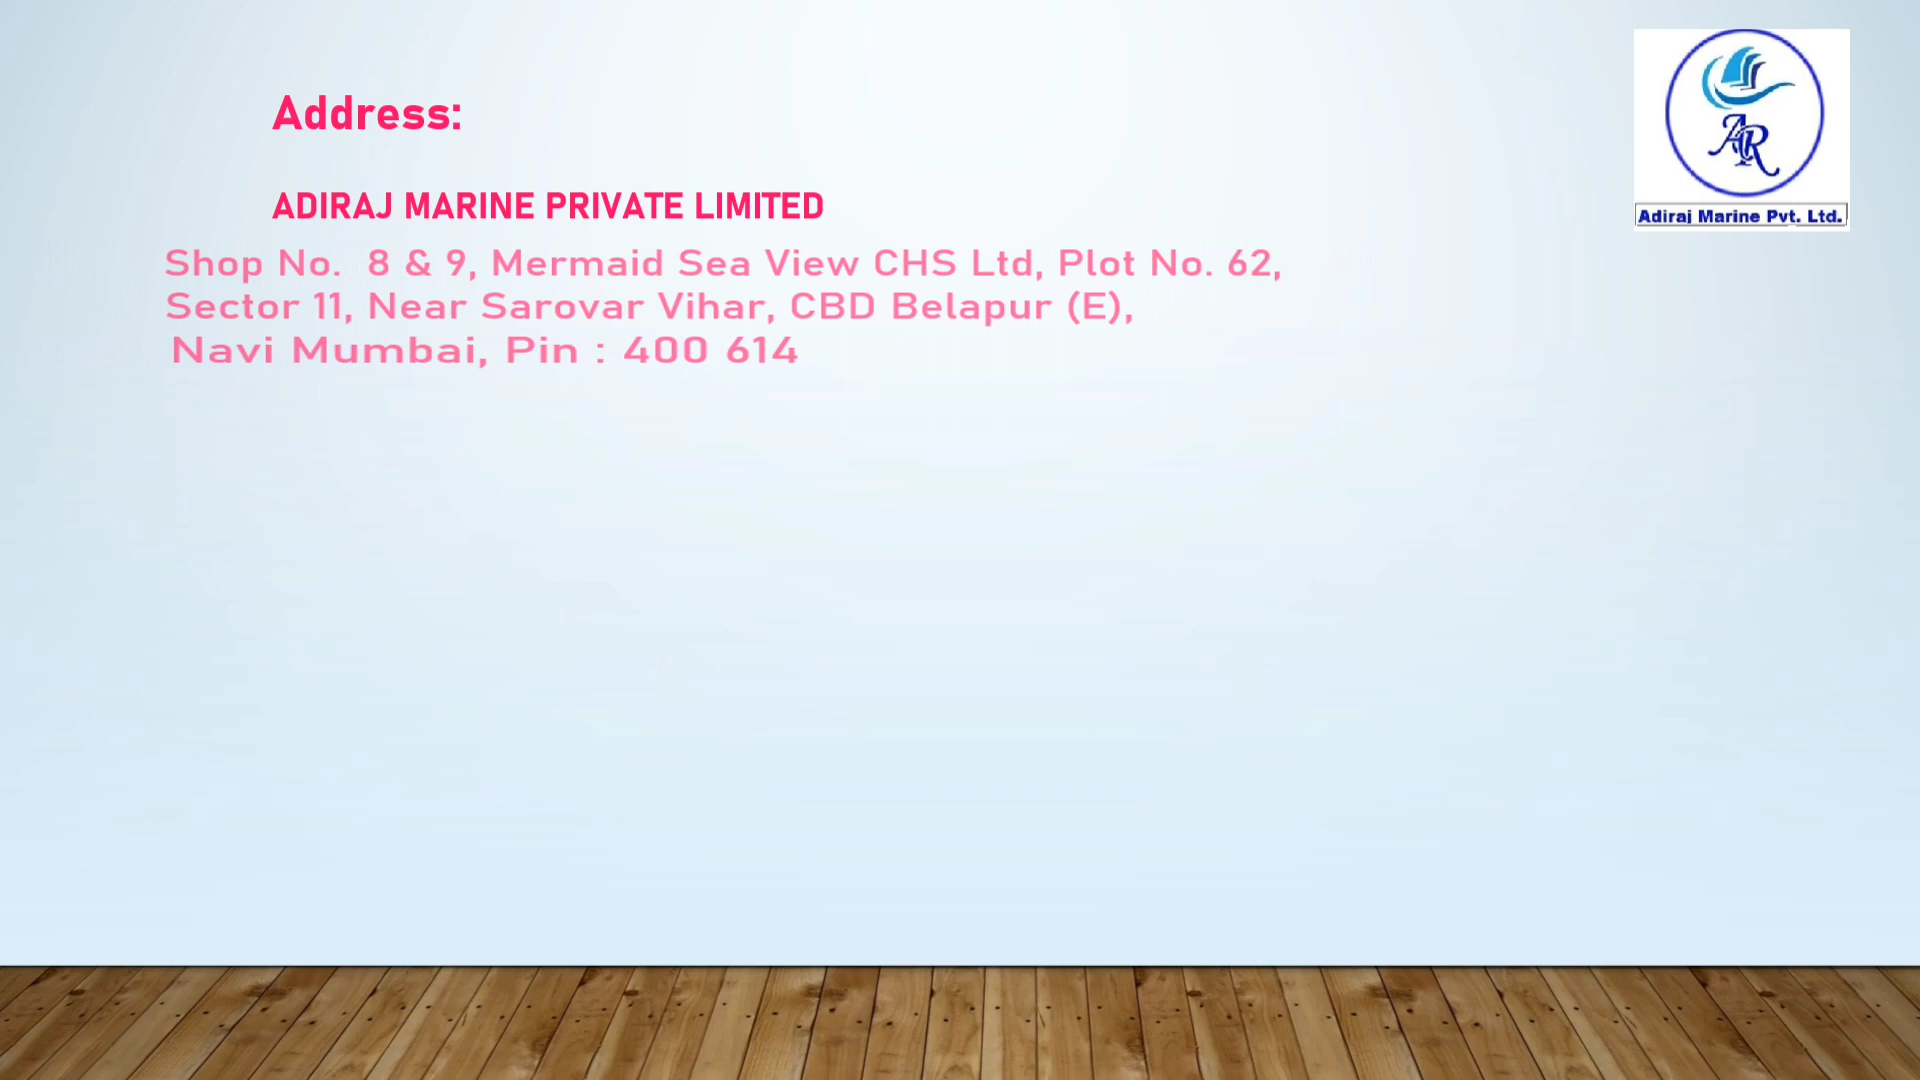 Address:
ADIRAJ MARINE PRIVATE LIMITED
Shop No.  8 & 9, Mermaid Sea View CHS Ltd, Plot No. 62,
Sector 11, Near Sarovar Vihar, CBD Belapur (E),
Navi Mumbai, Pin : 400 614
AR
Adiraj Marine Pvt. Ltd.